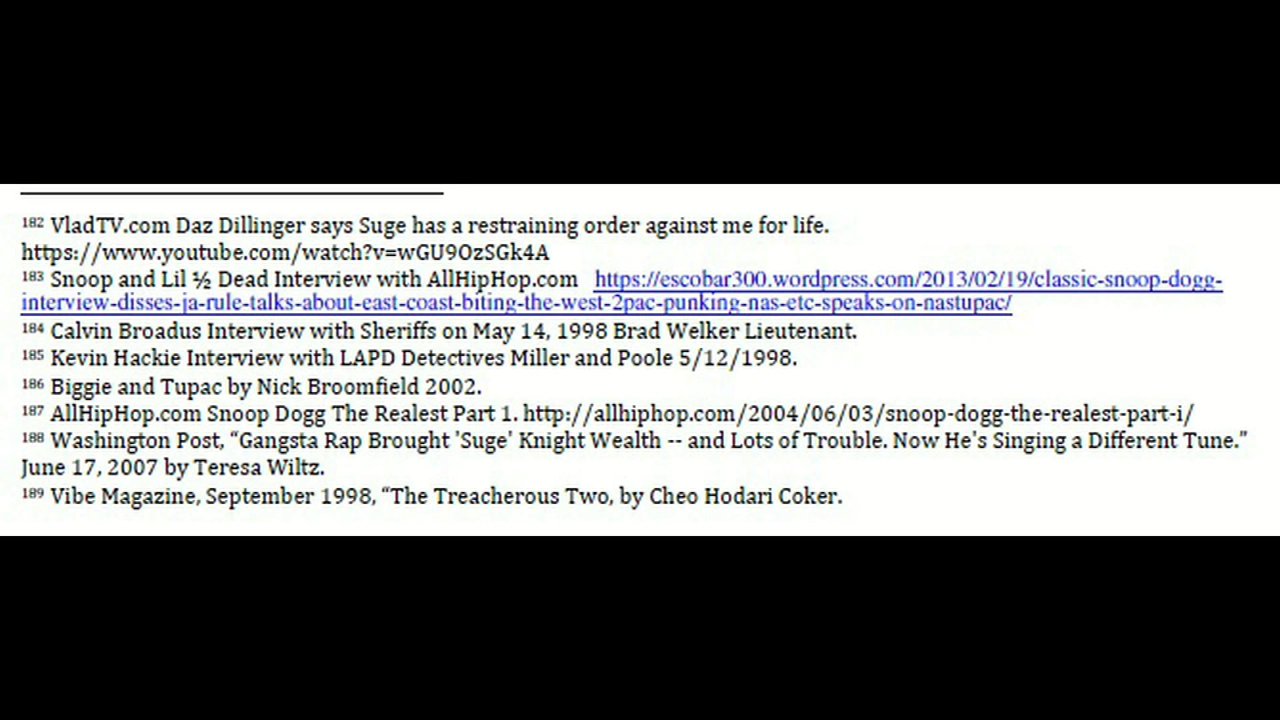 182 VladTV.com Daz Dillinger says Suge has a restraining order against me for life.
https://www.youtube.com/watch?v=wGU9OzSGk4A
183 Snoop and Lil ½ Dead Interview with AllHipHop.com https://escobar300.wordpress.com/2013/02/19/classic-snoop-dogg-
interview-disses-ja-rule-talks-about-east-coast-biting-the-west-2pac-punking-nas-etc-speaks-on-nastupac/
184 Calvin Broadus Interview with Sheriffs on May 14, 1998 Brad Welker Lieutenant.
185 Kevin Hackie Interview with LAPD Detectives Miller and Poole 5/12/1998.
186 Biggie and Tupac by Nick Broomfield 2002.
187 AllHipHop.com Snoop Dogg The Realest Part 1. http://allhiphop.com/2004/06/03/snoop-dogg-the-realest-part-i/
188 Washington Post, “Gangsta Rap Brought 'Suge' Knight Wealth -- and Lots of Trouble. Now He's Singing a Different Tune.”
June 17, 2007 by Teresa Wiltz.
189 Vibe Magazine, September 1998, “The Treacherous Two, by Cheo Hodari Coker.